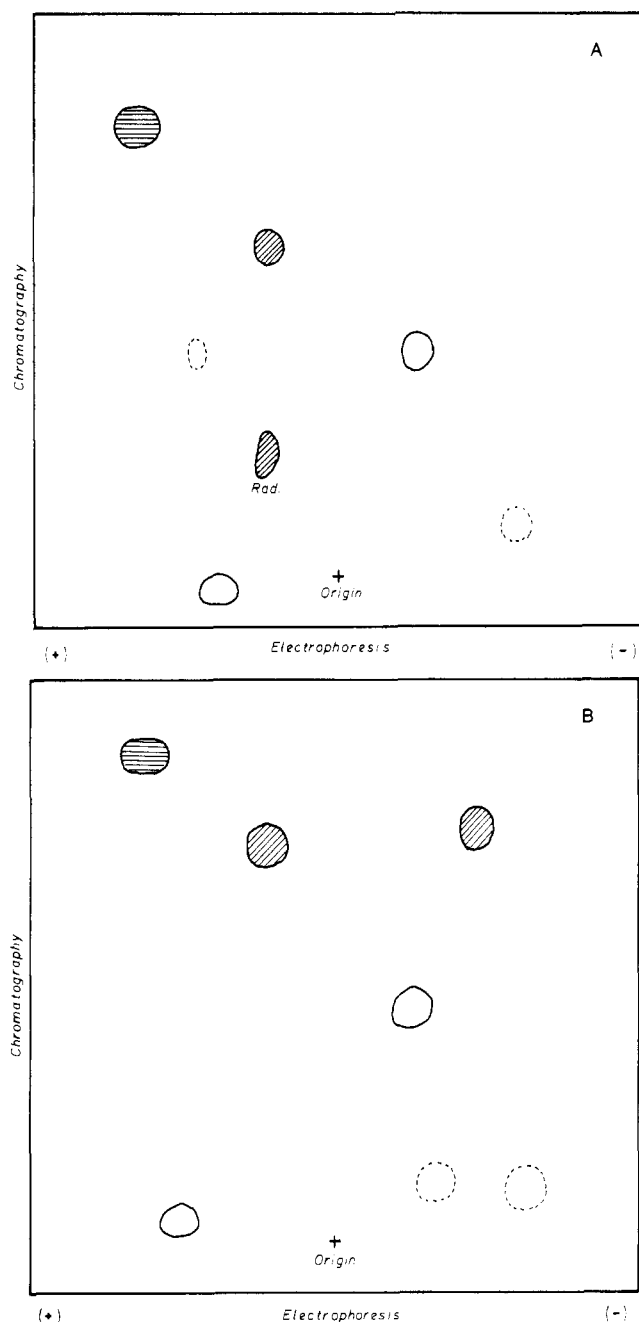 A
Chromatography
Rad.
+
Origin
(+) Electrophoresis (-)
B
Chromatography
+
Origin
(+) Electrophoresis (-)